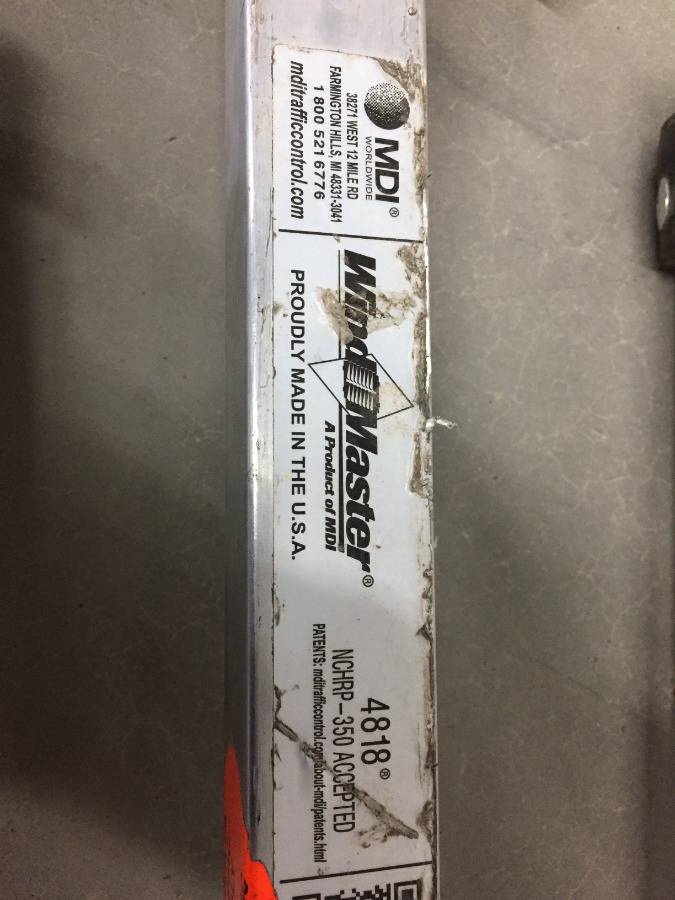 MDI®
WORLDWIDE
38271 WEST 12 MILE RD
FARMINGTON HILLS, MI 48331-3041
1 800 521 6776
mditrafficcontrol.com
WindMaster®
A Product of MDI
PROUDLY MADE IN THE U.S.A.
4818®
NCHRP-350 ACCEPTED
PATENTS: mditrafficcontrol.com/about-mdi/patents.html